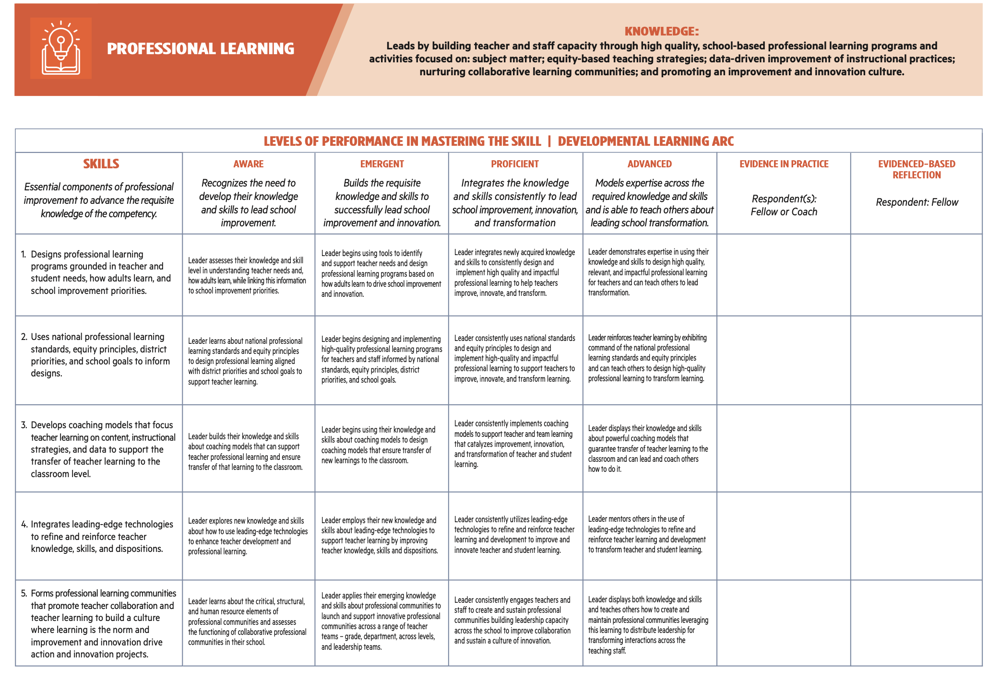 PROFESSIONAL LEARNING
KNOWLEDGE:
Leads by building teacher and staff capacity through high quality, school-based professional learning programs and
activities focused on: subject matter; equity-based teaching strategies; data-driven improvement of instructional practices;
nurturing collaborative learning communities; and promoting an improvement and innovation culture.
LEVELS OF PERFORMANCE IN MASTERING THE SKILL | DEVELOPMENTAL LEARNING ARC
SKILLS
Essential components of professional
improvement to advance the requisite
knowledge of the competency.
AWARE
Recognizes the need to
develop their knowledge
and skills to lead school
improvement.
EMERGENT
Builds the requisite
knowledge and skills to
successfully lead school
improvement and innovation.
PROFICIENT
Integrates the knowledge
and skills consistently to lead
school improvement, innovation,
and transformation
ADVANCED
Models expertise across the
required knowledge and skills
and is able to teach others about
leading school transformation.
EVIDENCE IN PRACTICE
Respondent(s):
Fellow or Coach
EVIDENCED-BASED
REFLECTION
Respondent: Fellow
1. Designs professional learning
programs grounded in teacher and
student needs, how adults learn, and
school improvement priorities.
Leader assesses their knowledge and skill
level in understanding teacher needs and,
how adults learn, while linking this information
to school improvement priorities.
Leader begins using tools to identify
and support teacher needs and design
professional learning programs based on
how adults learn to drive school improvement
and innovation.
Leader integrates newly acquired knowledge
and skills to consistently design and
implement high quality and impactful
professional learning to help teachers
improve, innovate, and transform.
Leader demonstrates expertise in using their
knowledge and skills to design high quality,
relevant, and impactful professional learning
for teachers and can teach others to lead
transformation.
2. Uses national professional learning
standards, equity principles, district
priorities, and school goals to inform
designs.
Leader learns about national professional
learning standards and equity principles
to design professional learning aligned
with district priorities and school goals to
support teacher learning.
Leader begins designing and implementing
high-quality professional learning programs
for teachers and staff informed by national
standards, equity principles, district
priorities, and school goals.
Leader consistently uses national standards
and equity principles to design and
implement high-quality and impactful
professional learning to support teachers to
improve, innovate, and transform learning.
Leader reinforces teacher learning by exhibiting
command of the national professional
learning standards and equity principles
and can teach others to design high-quality
professional learning to transform learning.
3. Develops coaching models that focus
teacher learning on content, instructional
strategies, and data to support the
transfer of teacher learning to the
classroom level.
Leader builds their knowledge and skills
about coaching models that can support
teacher professional learning and ensure
transfer of that learning to the classroom.
Leader begins using their knowledge and
skills about coaching models to design
coaching models that ensure transfer of
new learnings to the classroom.
Leader consistently implements coaching
models to support teacher and team learning
that catalyzes improvement, innovation,
and transformation of teacher and student
learning.
Leader displays their knowledge and skills
about powerful coaching models that
guarantee transfer of teacher learning to the
classroom and can lead and coach others
how to do it.
4. Integrates leading-edge technologies
to refine and reinforce teacher
knowledge, skills, and dispositions.
Leader explores new knowledge and skills
about how to use leading-edge technologies
to enhance teacher development and
professional learning.
Leader employs their new knowledge and
skills about leading-edge technologies to
support teacher learning by improving
teacher knowledge, skills and dispositions.
Leader consistently utilizes leading-edge
technologies to refine and reinforce teacher
learning and development to improve and
innovate teacher and student learning.
Leader mentors others in the use of
leading-edge technologies to refine and
reinforce teacher learning and development
to transform teacher and student learning.
5. Forms professional learning communities
that promote teacher collaboration and
teacher learning to build a culture
where learning is the norm and
improvement and innovation drive
action and innovation projects.
Leader learns about the critical, structural,
and human resource elements of
professional communities and assesses
the functioning of collaborative professional
communities in their school.
Leader applies their emerging knowledge
and skills about professional communities to
launch and support innovative professional
communities across a range of teacher
teams – grade, department, across levels,
and leadership teams.
Leader consistently engages teachers and
staff to create and sustain professional
communities building leadership capacity
across the school to improve collaboration
and sustain a culture of innovation.
Leader displays both knowledge and skills
and teaches others how to create and
maintain professional communities leveraging
this learning to distribute leadership for
transforming interactions across the
teaching staff.